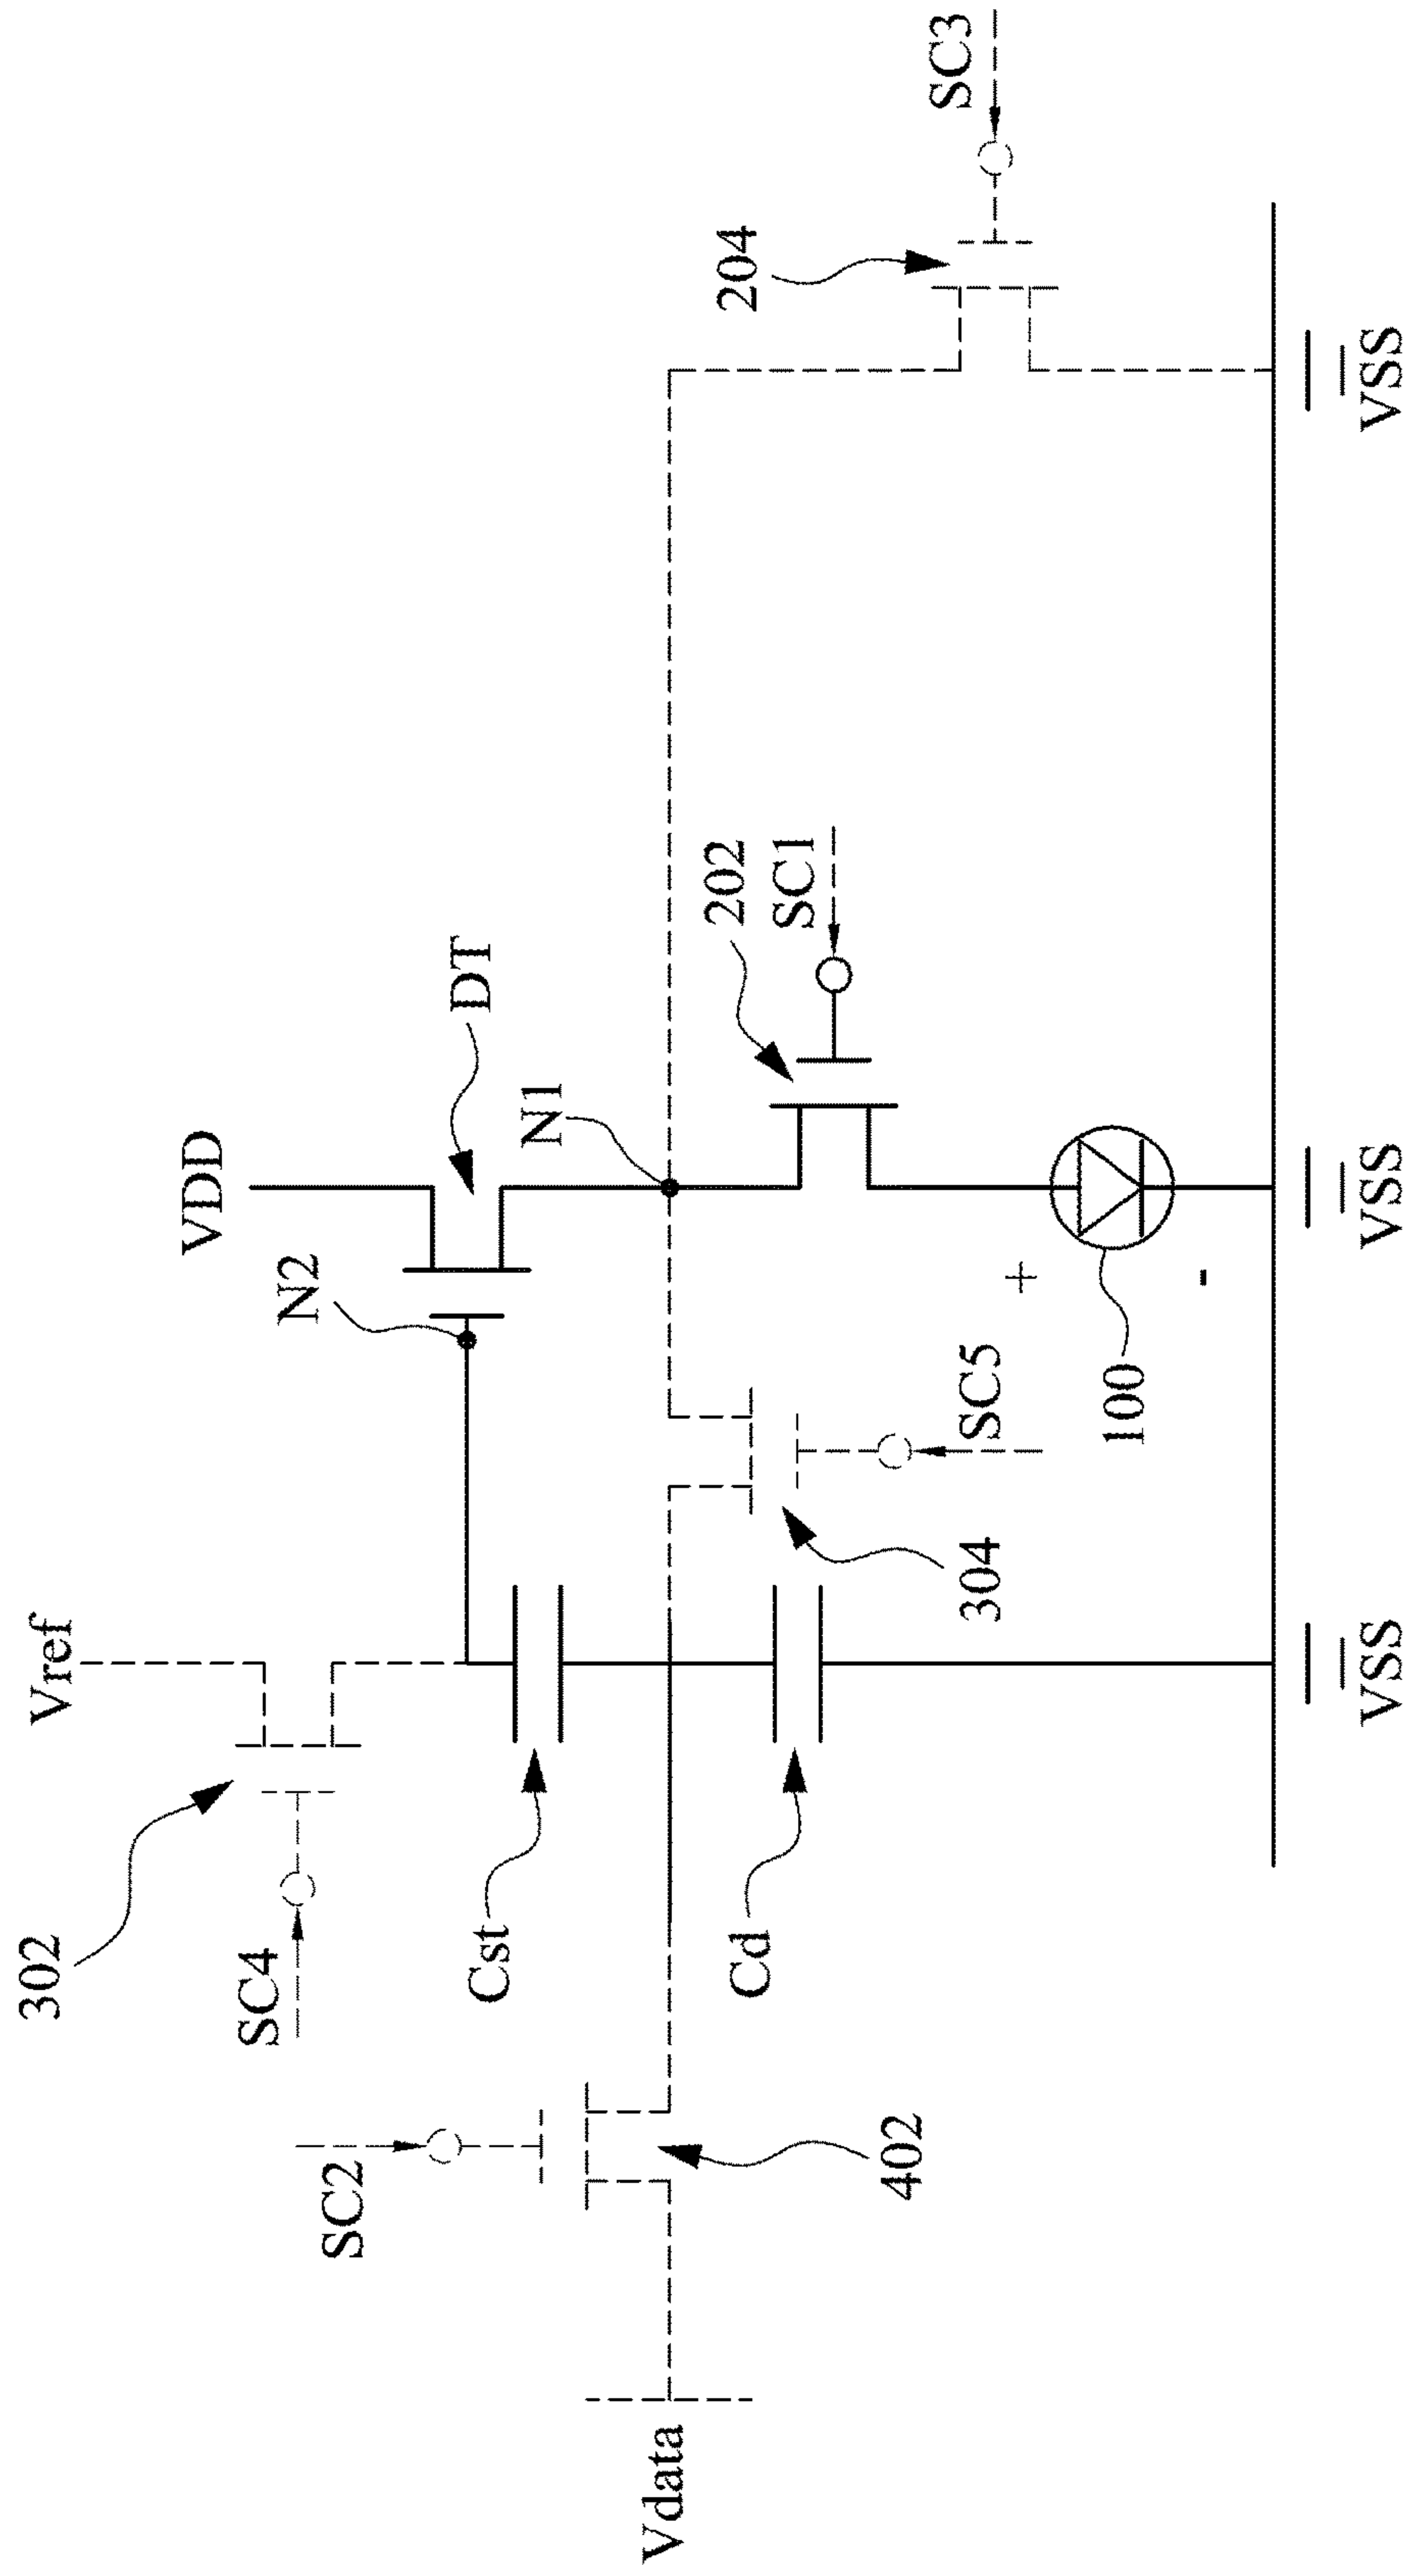 Vref
VDD
302
SC4
N2
DT
SC2
Cst
N1
204
SC3
Vdata
402
Cd
304
SC5
202
SC1
+
-
100
VSS
VSS
VSS